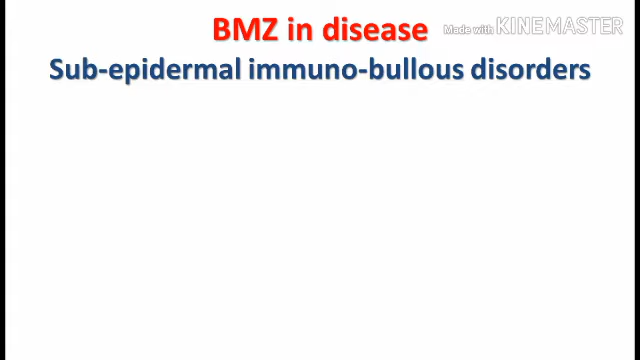 BMZ in disease
Made with KINEMASTER
Sub-epidermal immuno-bullous disorders